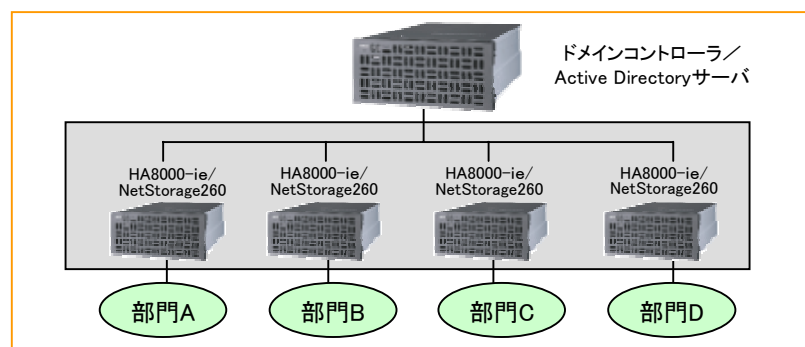 ドメインコントローラ／
Active Directoryサーバ
HA8000-ie/
NetStorage260
HA8000-ie/
NetStorage260
HA8000-ie/
NetStorage260
HA8000-ie/
NetStorage260
部門A
部門B
部門C
部門D